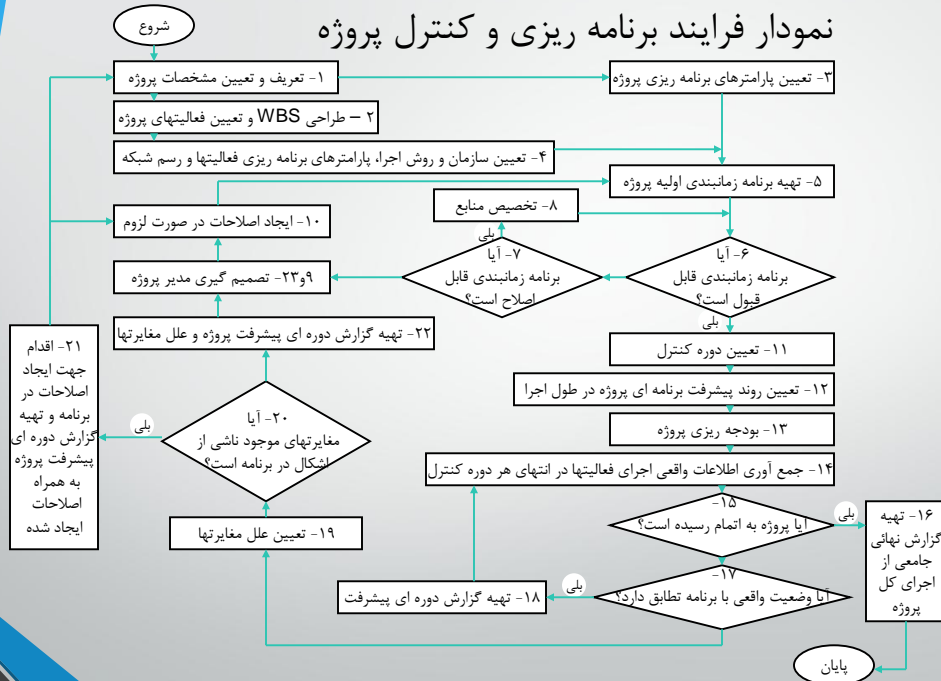 نمودار فرایند برنامه ریزی و کنترل پروژه
شروع
۱- تعریف و تعیین مشخصات پروژه
۲ – طراحی WBS و تعیین فعالیتهای پروژه
۳- تعیین پارامترهای برنامه ریزی پروژه
۴- تعیین سازمان و روش اجرا، پارامترهای برنامه ریزی فعالیتها و رسم شبکه
۵- تهیه برنامه زمانبندی اولیه پروژه
۸- تخصیص منابع
۱۰- ایجاد اصلاحات در صورت لزوم
بلی
۶- آیا
برنامه زمانبندی قابل
قبول است؟
۷- آیا
برنامه زمانبندی قابل
اصلاح است؟
۹و۲۳- تصمیم گیری مدیر پروژه
بلی
۲۲- تهیه گزارش دوره ای پیشرفت پروژه و علل مغایرتها
۱۱- تعیین دوره کنترل
۱۲- تعیین روند پیشرفت برنامه ای پروژه در طول اجرا
۱۳- بودجه ریزی پروژه
۱۴- جمع آوری اطلاعات واقعی اجرای فعالیتها در انتهای هر دوره کنترل
۱۵-
آیا پروژه به اتمام رسیده است؟
بلی
۱۶- تهیه
گزارش نهائی
جامعی از
اجرای کل
پروژه
۱۷-
آیا وضعیت واقعی با برنامه تطابق دارد؟
بلی
۱۸- تهیه گزارش دوره ای پیشرفت
۱۹- تعیین علل مغایرتها
۲۰- آیا
مغایرتهای موجود ناشی از
اشکال در برنامه است؟
بلی
۲۱- اقدام
جهت ایجاد
اصلاحات در
برنامه و تهیه
گزارش دوره ای
پیشرفت پروژه
به همراه
اصلاحات
ایجاد شده
پایان